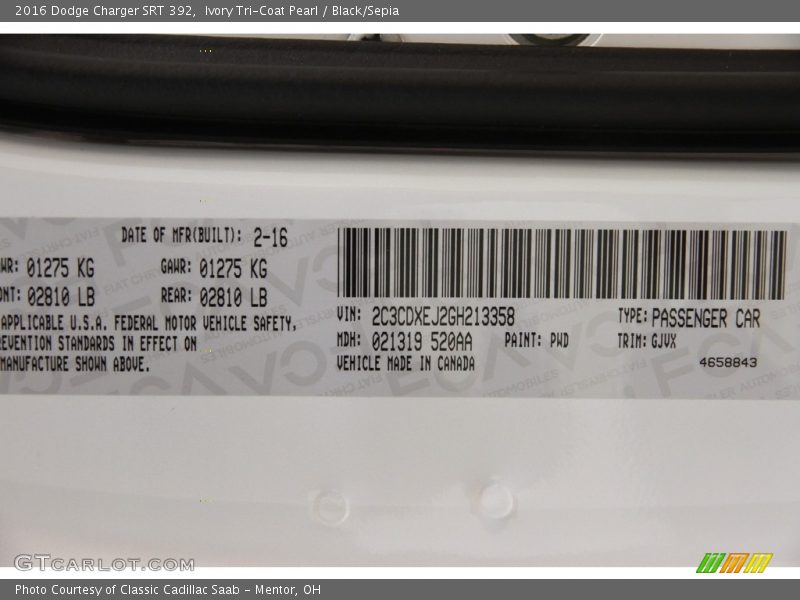 2016 Dodge Charger SRT 392, Ivory Tri-Coat Pearl / Black/Sepia
DATE OF MFR(BUILT): 2-16
WR: 01275 KG GAWR: 01275 KG
ONT: 02810 LB REAR: 02810 LB
APPLICABLE U.S.A. FEDERAL MOTOR VEHICLE SAFETY,
EVENTION STANDARDS IN EFFECT ON
MANUFACTURE SHOWN ABOVE.
VIN: 2C3CDXEJ2GH213358 TYPE: PASSENGER CAR
MDH: 021319 520AA PAINT: PWD TRIM: GJVX
VEHICLE MADE IN CANADA 4658843
GTCARLOT.COM
Photo Courtesy of Classic Cadillac Saab - Mentor, OH